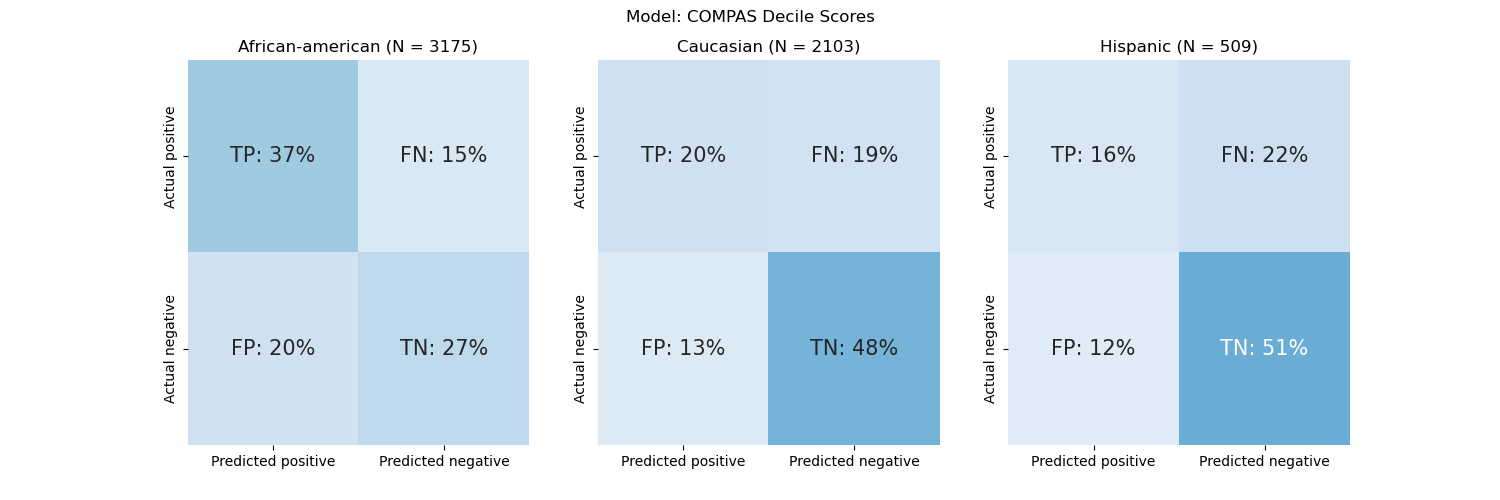 Model: COMPAS Decile Scores
African-american (N = 3175)
Actual positive
Actual negative
TP: 37%
FN: 15%
FP: 20%
TN: 27%
Predicted positive
Predicted negative
Caucasian (N = 2103)
Actual positive
Actual negative
TP: 20%
FN: 19%
FP: 13%
TN: 48%
Predicted positive
Predicted negative
Hispanic (N = 509)
Actual positive
Actual negative
TP: 16%
FN: 22%
FP: 12%
TN: 51%
Predicted positive
Predicted negative